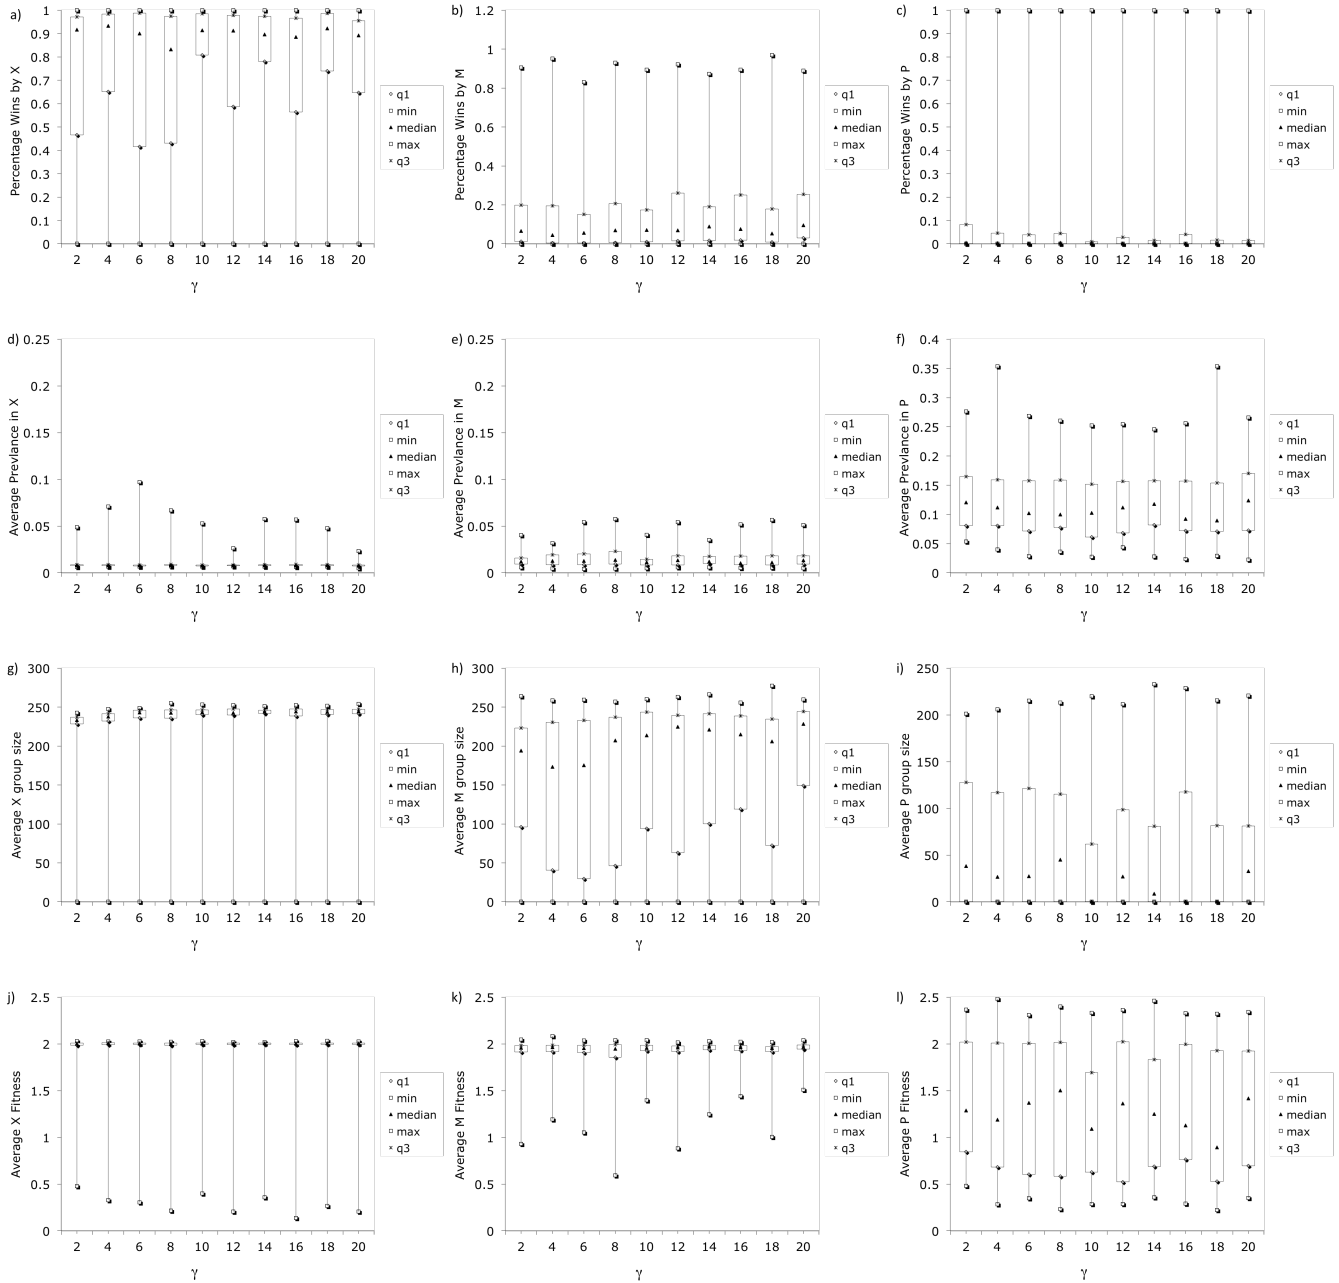 a)
Percentage Wins by X
1
0.9
0.8
0.7
0.6
0.5
0.4
0.3
0.2
0.1
0
2 4 6 8 10 12 14 16 18 20
γ
q1
min
median
max
q3
b)
Percentage Wins by M
1.2
1
0.8
0.6
0.4
0.2
0
2 4 6 8 10 12 14 16 18 20
γ
q1
min
median
max
q3
c)
Percentage Wins by P
1
0.9
0.8
0.7
0.6
0.5
0.4
0.3
0.2
0.1
0
2 4 6 8 10 12 14 16 18 20
γ
q1
min
median
max
q3
d)
Average Prevlance in X
0.25
0.2
0.15
0.1
0.05
0
2 4 6 8 10 12 14 16 18 20
γ
q1
min
median
max
q3
e)
Average Prevlance in M
0.25
0.2
0.15
0.1
0.05
0
2 4 6 8 10 12 14 16 18 20
γ
q1
min
median
max
q3
f)
Average Prevlance in P
0.4
0.35
0.3
0.25
0.2
0.15
0.1
0.05
0
2 4 6 8 10 12 14 16 18 20
γ
q1
min
median
max
q3
g)
Average X group size
300
250
200
150
100
50
0
2 4 6 8 10 12 14 16 18 20
γ
q1
min
median
max
q3
h)
Average M group size
300
250
200
150
100
50
0
2 4 6 8 10 12 14 16 18 20
γ
q1
min
median
max
q3
i)
Average P group size
250
200
150
100
50
0
2 4 6 8 10 12 14 16 18 20
γ
q1
min
median
max
q3
j)
Average X Fitness
2.5
2
1.5
1
0.5
0
2 4 6 8 10 12 14 16 18 20
γ
q1
min
median
max
q3
k)
Average M Fitness
2.5
2
1.5
1
0.5
0
2 4 6 8 10 12 14 16 18 20
γ
q1
min
median
max
q3
l)
Average P Fitness
2.5
2
1.5
1
0.5
0
2 4 6 8 10 12 14 16 18 20
γ
q1
min
median
max
q3